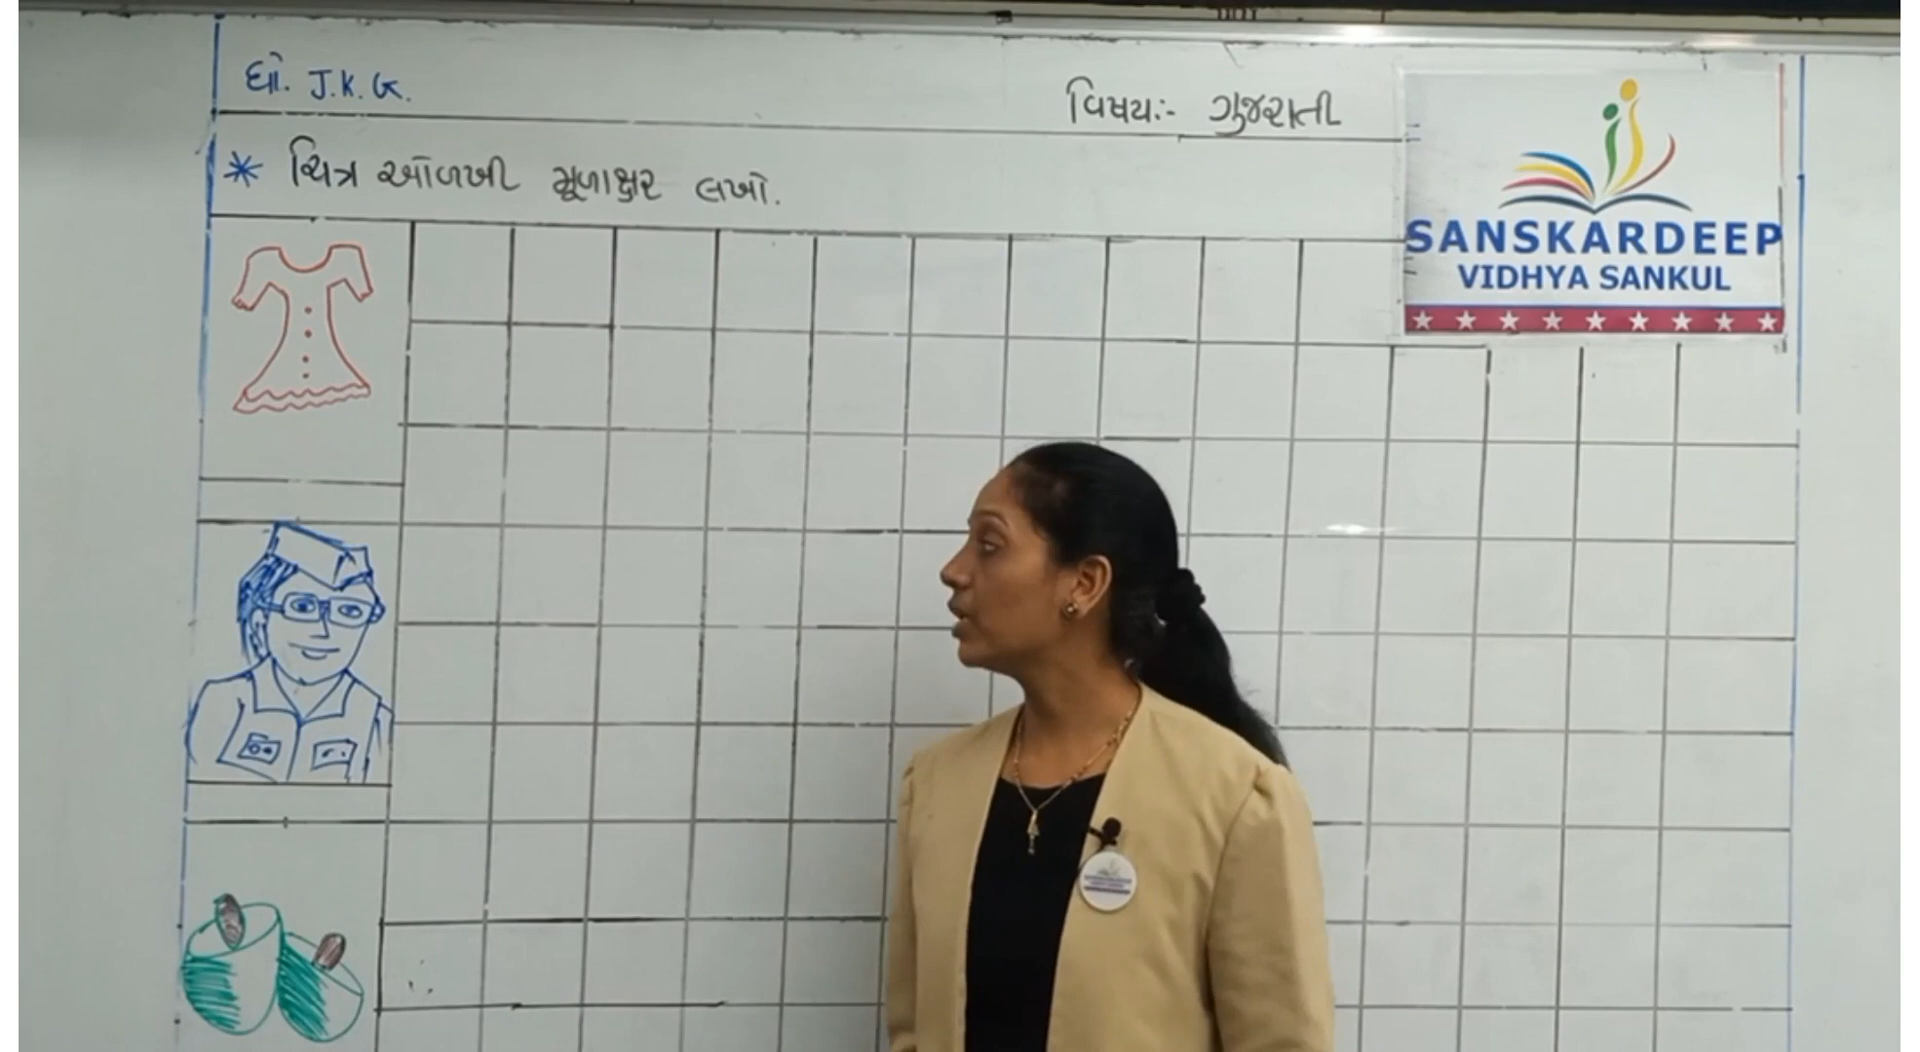 ધો. J.K.G.
વિષય:- ગુજરાતી
* ચિત્ર ઓળખી મૂળાક્ષર લખો.
SANSKARDEEP
VIDHYA SANKUL